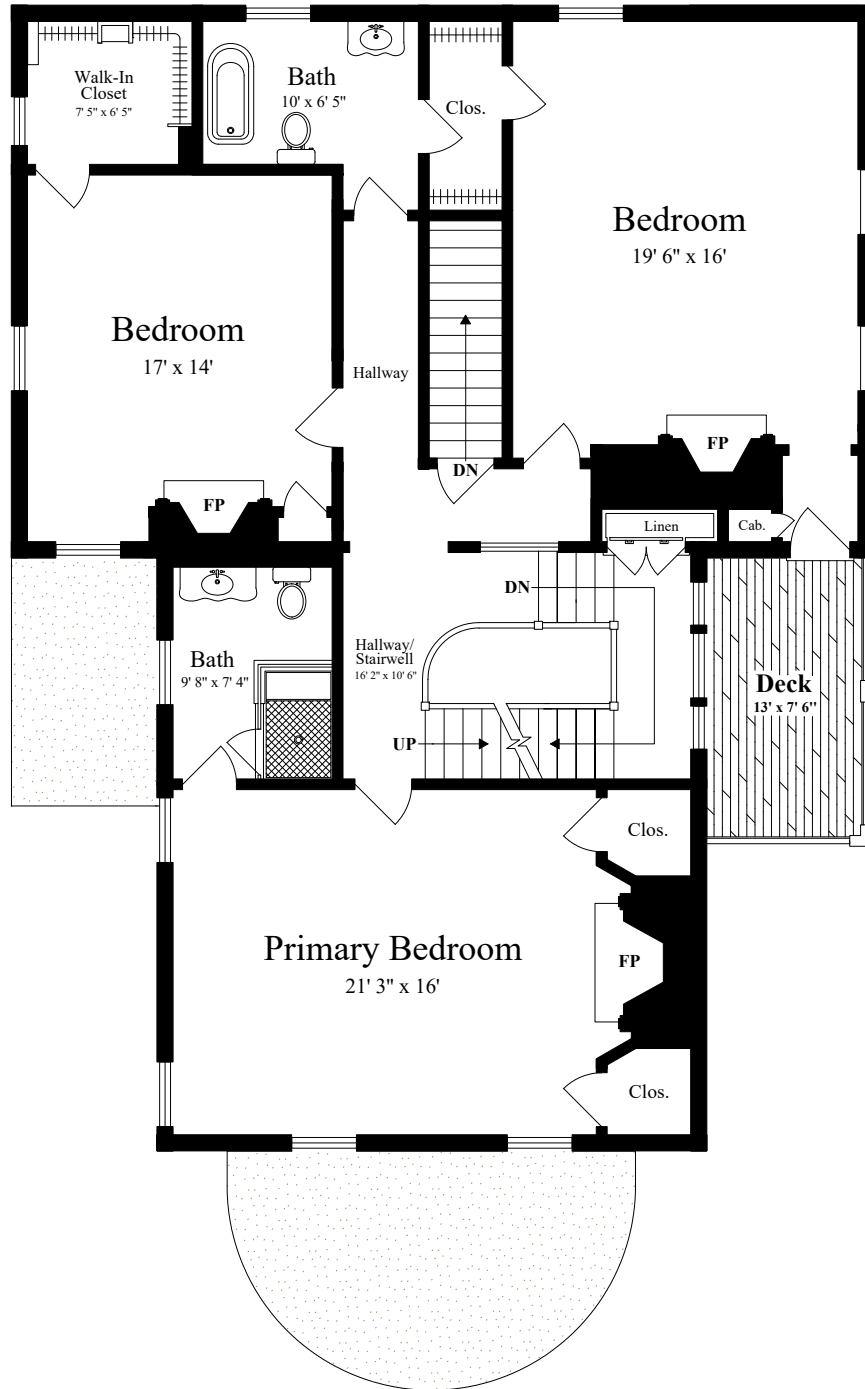 Walk-In
Closet
7' 5" x 6' 5"
Bath
10' x 6' 5"
Clos.
Bedroom
19' 6" x 16'
Bedroom
17' x 14'
Hallway
FP
DN
FP
Linen
Cab.
DN
Bath
9' 8" x 7' 4"
Hallway/
Stairwell
16' 2" x 10' 6"
Deck
13' x 7' 6"
UP
Clos.
Primary Bedroom
21' 3" x 16'
FP
Clos.